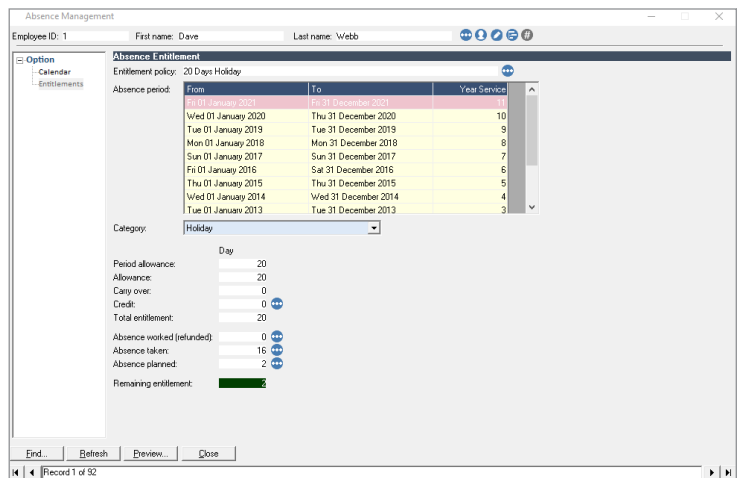 Absence Management
Employee ID: 1 First name: Dave Last name: Webb #
Option
Calendar
Entitlements
Absence Entitlement
Entitlement policy: 20 Days Holiday
Absence period:
From To Year Service
Fri 01 January 2021 Fri 31 December 2021 11
Wed 01 January 2020 Thu 31 December 2020 10
Tue 01 January 2019 Tue 31 December 2019 9
Mon 01 January 2018 Mon 31 December 2018 8
Sun 01 January 2017 Sun 31 December 2017 7
Fri 01 January 2016 Sat 31 December 2016 6
Thu 01 January 2015 Thu 31 December 2015 5
Wed 01 January 2014 Wed 31 December 2014 4
Tue 01 January 2013 Tue 31 December 2013 3
Category: Holiday
Day
Period allowance: 20
Allowance: 20
Carry over: 0
Credit: 0
Total entitlement: 20
Absence worked (refunded): 0
Absence taken: 16
Absence planned: 2
Remaining entitlement: 2
Find... Refresh Preview... Close
Record 1 of 92